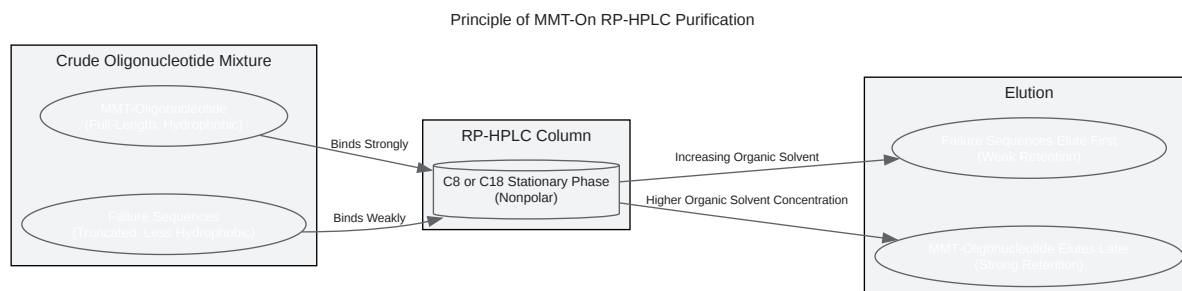 Principle of MMT-On RP-HPLC Purification
Crude Oligonucleotide Mixture
MMT-Oligonucleotide
(Full-Length, Hydrophobic)
Failure Sequences
(Truncated, Less Hydrophobic)
Binds Strongly
Binds Weakly
RP-HPLC Column
C8 or C18 Stationary Phase
(Nonpolar)
Increasing Organic Solvent
Higher Organic Solvent Concentration
Elution
Failure Sequences Elute First
(Weak Retention)
MMT-Oligonucleotide Elutes Later
(Strong Retention)